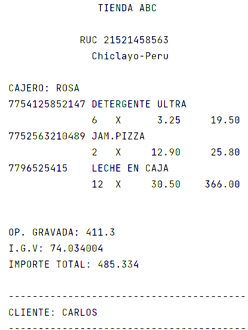 TIENDA ABC
RUC 21521458563
Chiclayo-Peru
CAJERO: ROSA
7754125852147 DETERGENTE ULTRA
6 X 3.25 19.50
7752563210489 JAM.PIZZA
2 X 12.90 25.80
7796525415 LECHE EN CAJA
12 X 30.50 366.00
OP. GRAVADA: 411.3
I.G.V: 74.034004
IMPORTE TOTAL: 485.334
----------------------------------------
CLIENTE: CARLOS
----------------------------------------